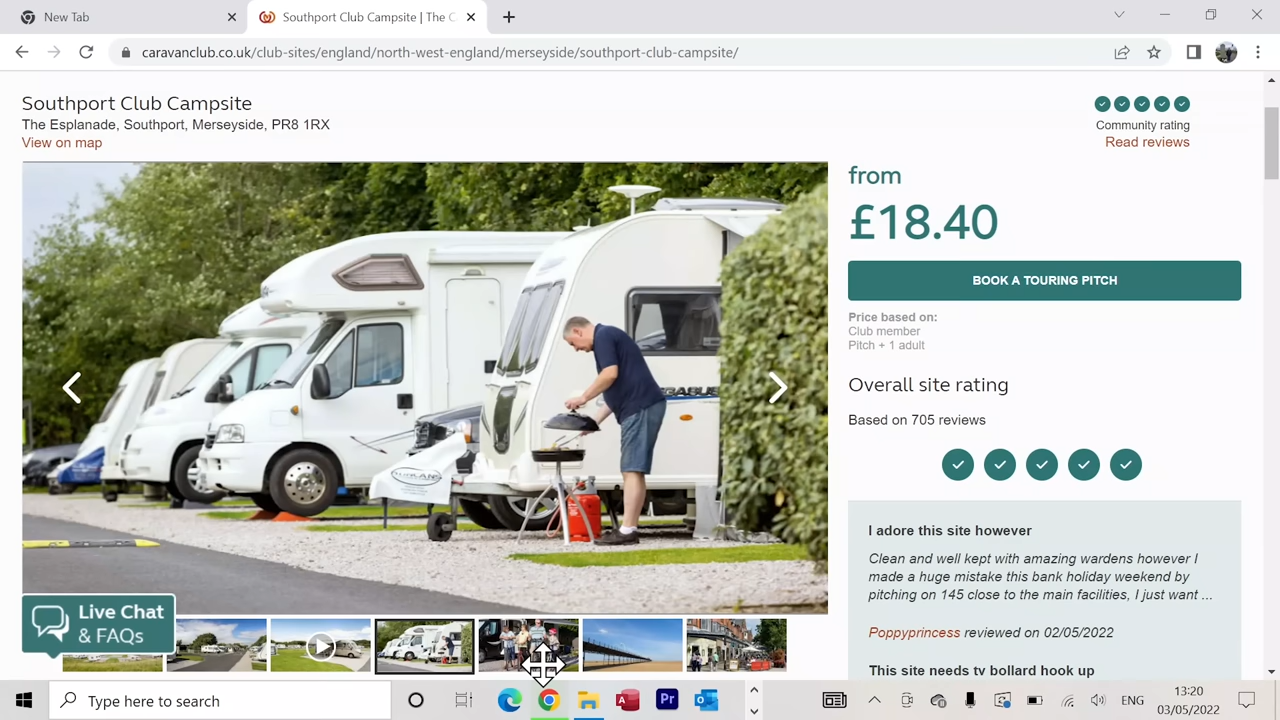 New Tab
Southport Club Campsite | The C
caravanclub.co.uk/club-sites/england/north-west-england/merseyside/southport-club-campsite/
Southport Club Campsite
The Esplanade, Southport, Merseyside, PR8 1RX
View on map
Community rating
Read reviews
from
£18.40
BOOK A TOURING PITCH
Price based on:
Club member
Pitch + 1 adult
Overall site rating
Based on 705 reviews
I adore this site however
Clean and well kept with amazing wardens however I
made a huge mistake this bank holiday weekend by
pitching on 145 close to the main facilities, I just want ...
Poppyprincess reviewed on 02/05/2022
This site needs tv bollard hook up
Live Chat
& FAQs
Type here to search
Pr
ENG
13:20
03/05/2022